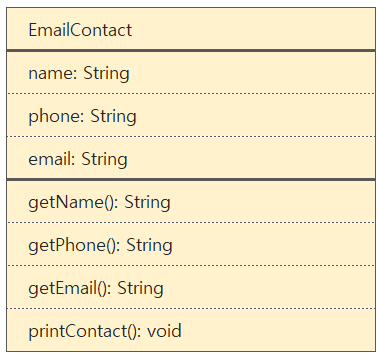 EmailContact
name: String
phone: String
email: String
getName(): String
getPhone(): String
getEmail(): String
printContact(): void